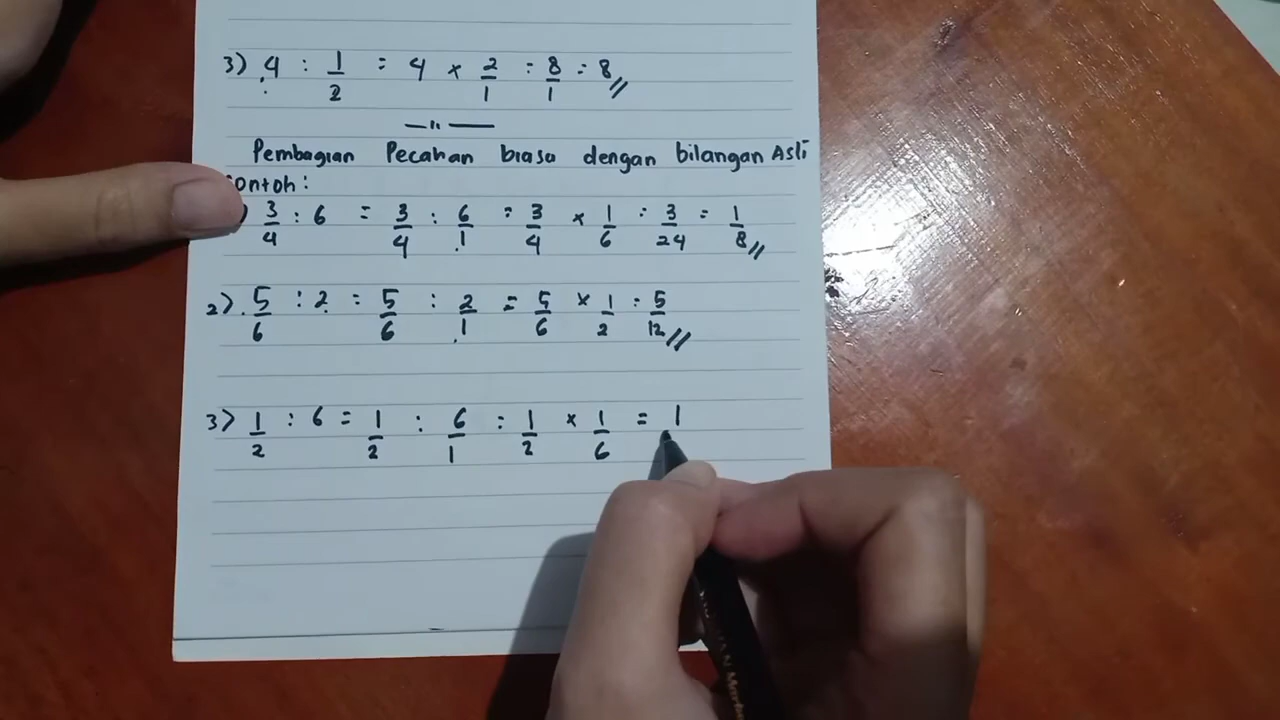 3) 4 : 1/2 = 4 × 2/1 = 8/1 = 8 //
— " —
Pembagian Pecahan biasa dengan bilangan Asli
Contoh:
) 3/4 : 6 = 3/4 : 6/1 = 3/4 × 1/6 = 3/24 = 1/8 //
2) 5/6 : 2 = 5/6 : 2/1 = 5/6 × 1/2 = 5/12 //
3) 1/2 : 6 = 1/2 : 6/1 = 1/2 × 1/6 = 1